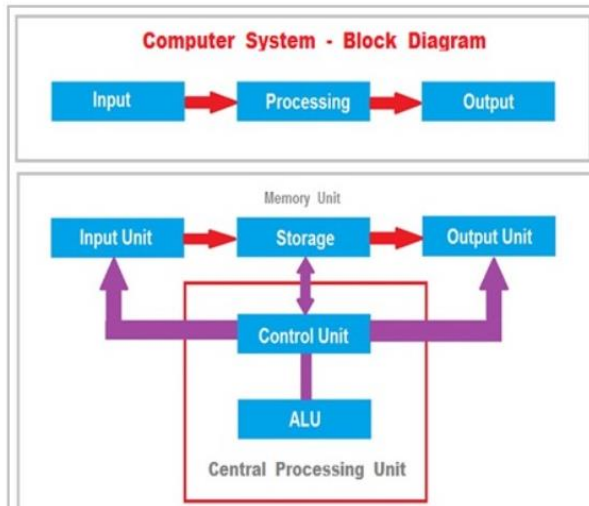 Computer System - Block Diagram
Input
Processing
Output
Memory Unit
Input Unit
Storage
Output Unit
Control Unit
ALU
Central Processing Unit